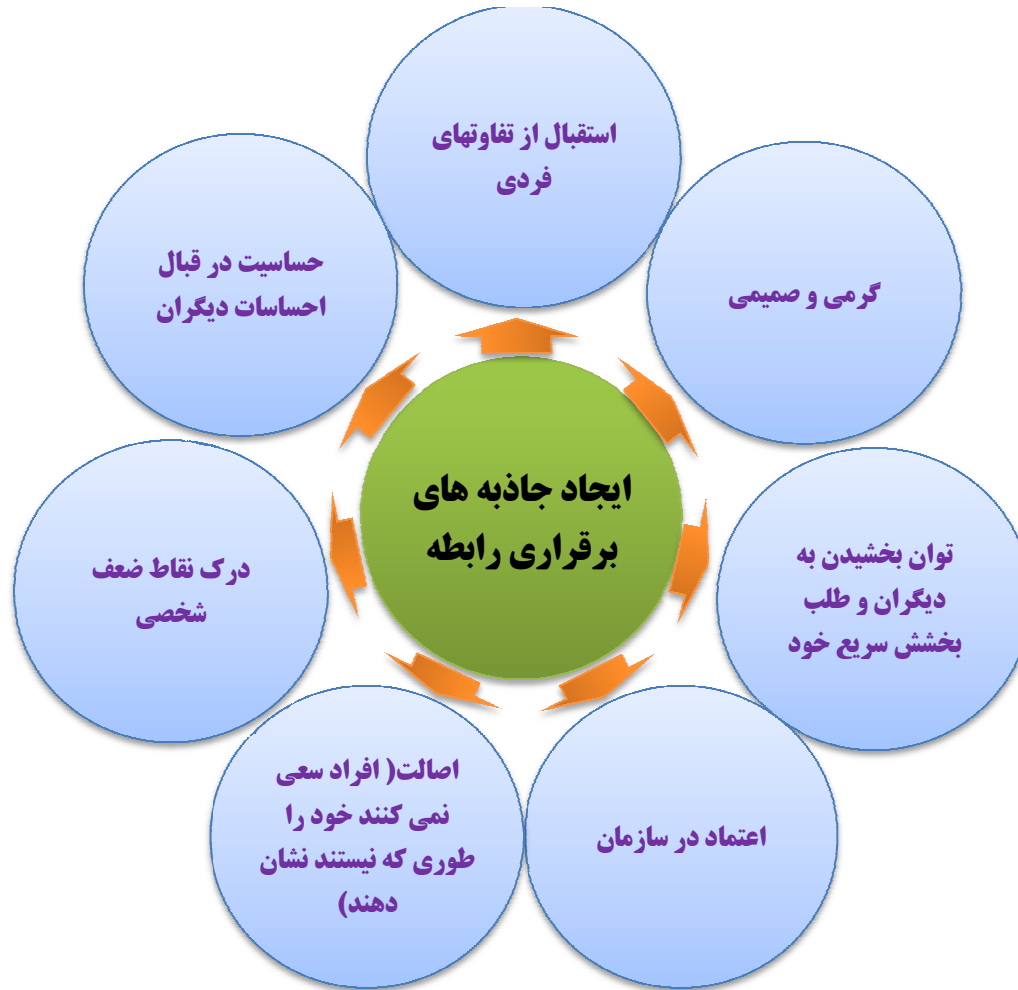 استقبال از تفاوتهای
فردی
گرمی و صمیمی
توان بخشیدن به
دیگران و طلب
بخشش سریع خود
اعتماد در سازمان
اصالت( افراد سعی
نمی کنند خود را
طوری که نیستند نشان
دهند)
درک نقاط ضعف
شخصی
حساسیت در قبال
احساسات دیگران
ایجاد جاذبه های
برقراری رابطه